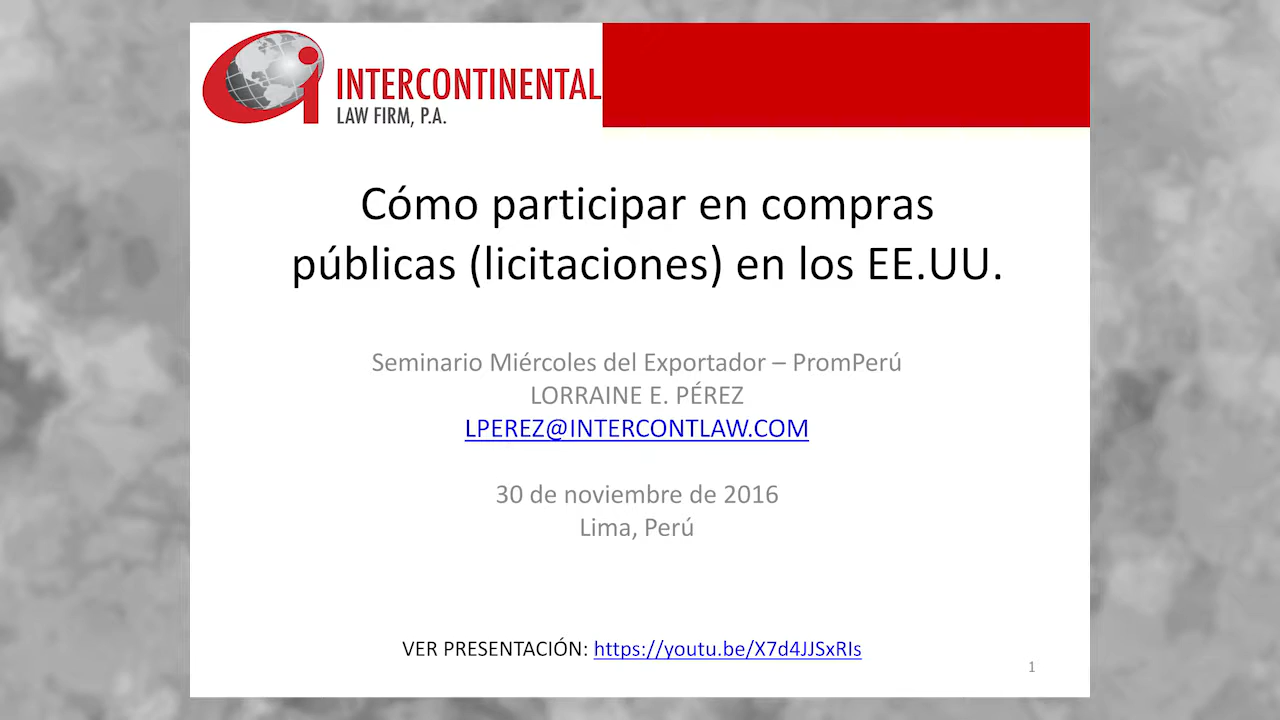 INTERCONTINENTAL
LAW FIRM, P.A.
Cómo participar en compras
públicas (licitaciones) en los EE.UU.
Seminario Miércoles del Exportador – PromPerú
LORRAINE E. PÉREZ
LPEREZ@INTERCONTLAW.COM
30 de noviembre de 2016
Lima, Perú
VER PRESENTACIÓN: https://youtu.be/X7d4JJSxRIs
1